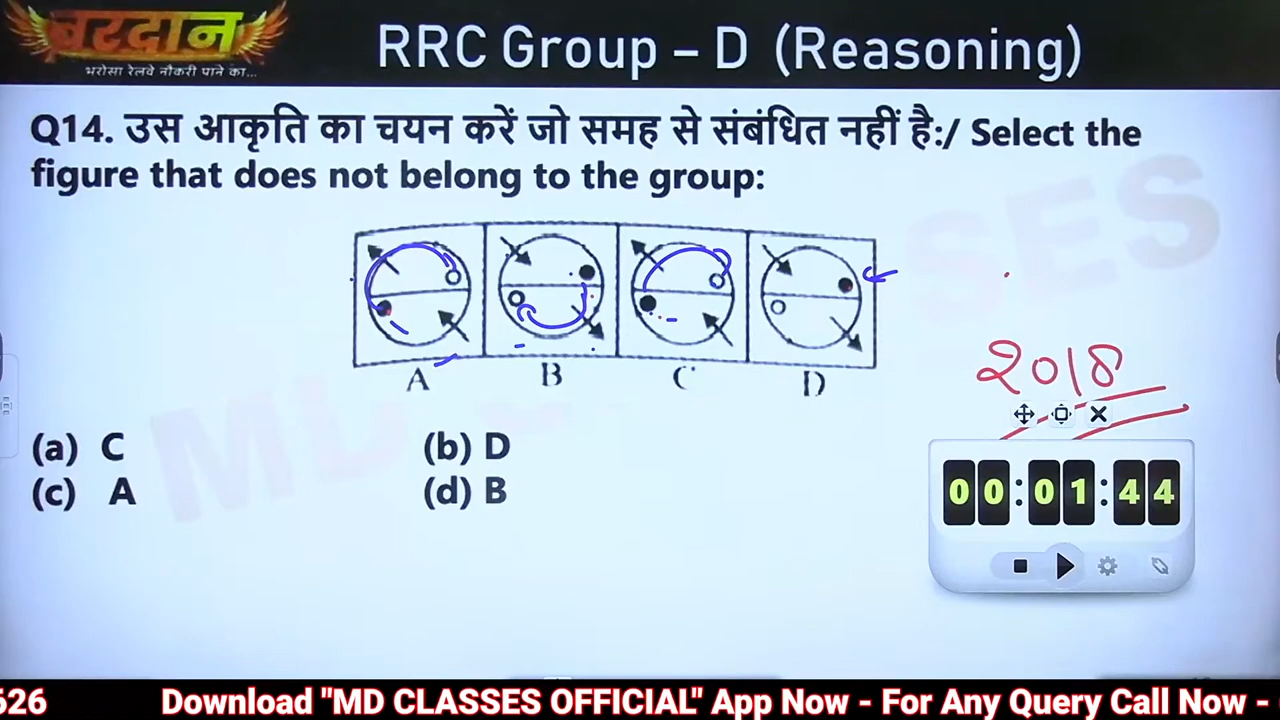 बरदान
भरोसा रेलवे नौकरी पाने का...
RRC Group – D (Reasoning)
Q14. उस आकृति का चयन करें जो समह से संबंधित नहीं है:/ Select the
figure that does not belong to the group:
A B C D
2018
(a) C (b) D
(c) A (d) B
00:01:44
626 Download "MD CLASSES OFFICIAL" App Now - For Any Query Call Now -